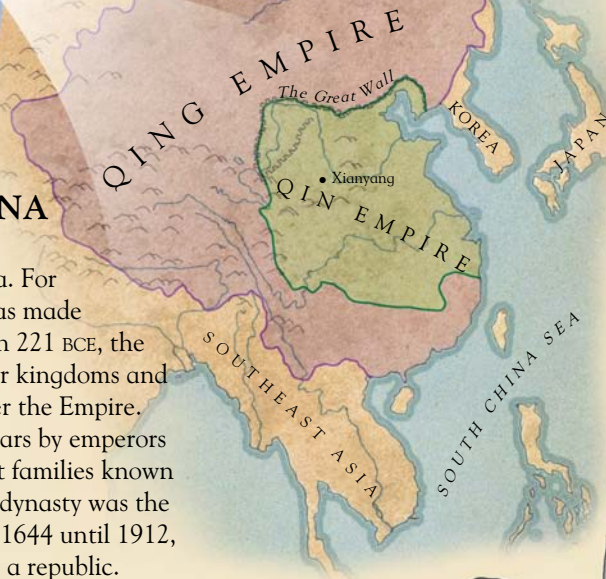 QING EMPIRE
The Great Wall
KOREA
JAPAN
Xianyang
QIN EMPIRE
NA
a. For
as made
n 221 BCE, the
r kingdoms and
er the Empire.
ars by emperors
t families known
dynasty was the
1644 until 1912,
a republic.
SOUTHEAST ASIA
SOUTH CHINA SEA